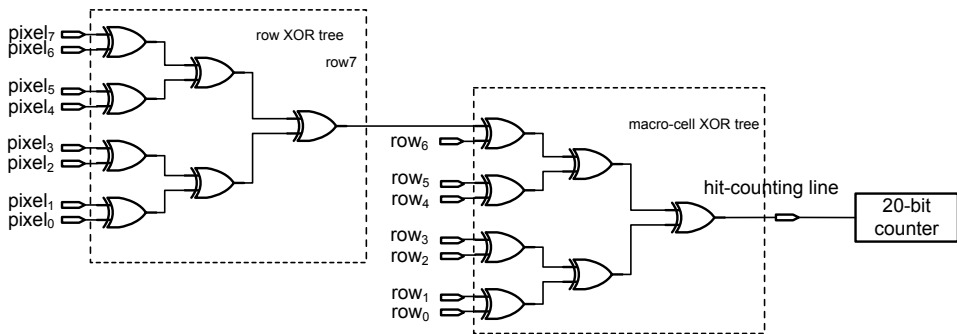 pixel₇
pixel₆
pixel₅
pixel₄
pixel₃
pixel₂
pixel₁
pixel₀
row XOR tree
row7
row₆
row₅
row₄
row₃
row₂
row₁
row₀
macro-cell XOR tree
hit-counting line
20-bit
counter